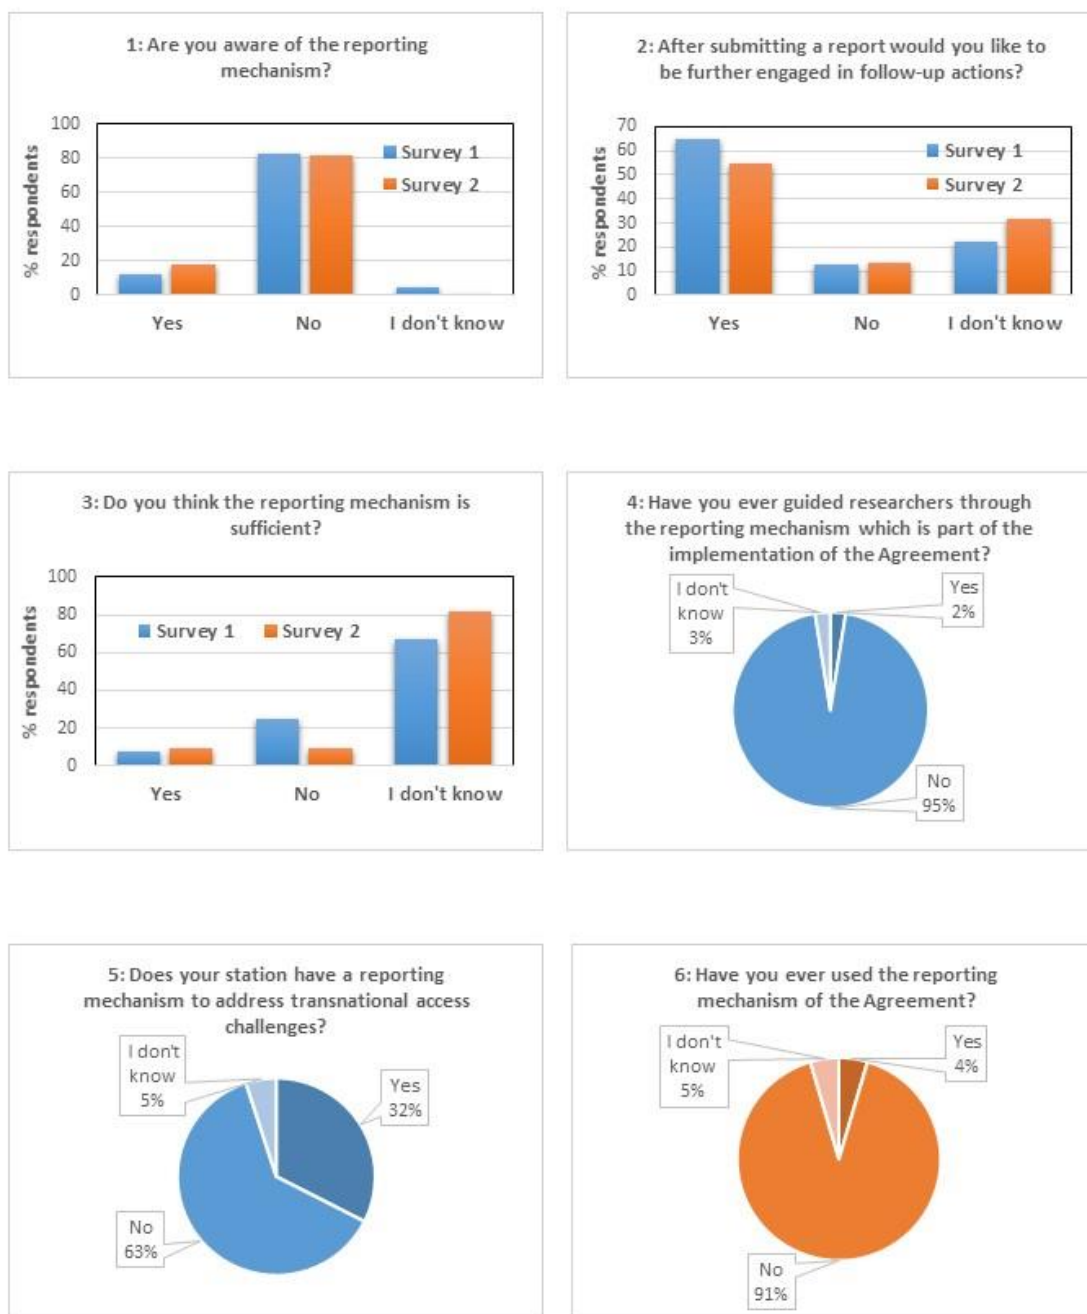 1: Are you aware of the reporting
mechanism?
% respondents
100
80
60
40
20
0
Survey 1
Survey 2
Yes
No
I don't know
2: After submitting a report would you like to
be further engaged in follow-up actions?
% respondents
70
60
50
40
30
20
10
0
Survey 1
Survey 2
Yes
No
I don't know
3: Do you think the reporting mechanism is
sufficient?
% respondents
100
80
60
40
20
0
Survey 1
Survey 2
Yes
No
I don't know
4: Have you ever guided researchers through
the reporting mechanism which is part of the
implementation of the Agreement?
I don't
know
3%
Yes
2%
No
95%
5: Does your station have a reporting
mechanism to address transnational access
challenges?
I don't
know
5%
Yes
32%
No
63%
6: Have you ever used the reporting
mechanism of the Agreement?
I don't
know
5%
Yes
4%
No
91%